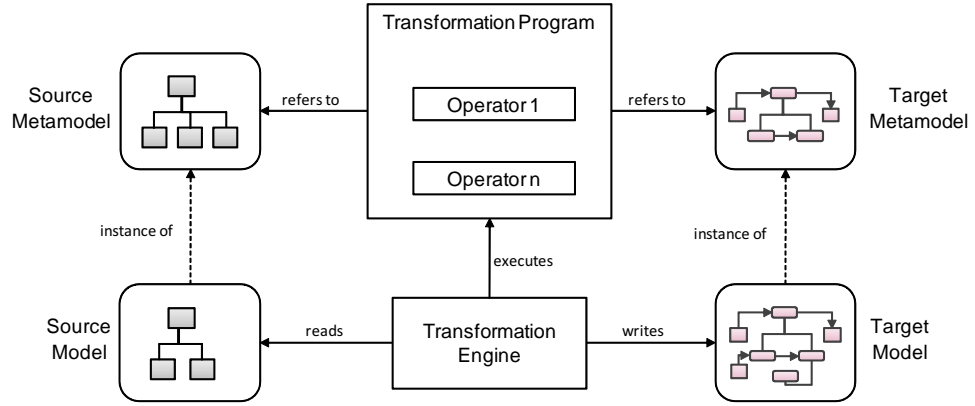 Transformation Program
Source
Metamodel
refers to
Operator 1
refers to
Target
Metamodel
Operator n
instance of
executes
instance of
Source
Model
reads
Transformation
Engine
writes
Target
Model